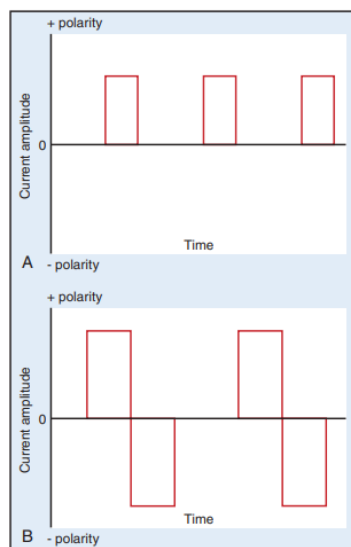 + polarity
Current amplitude
0
Time
A
- polarity
+ polarity
Current amplitude
0
Time
B
- polarity